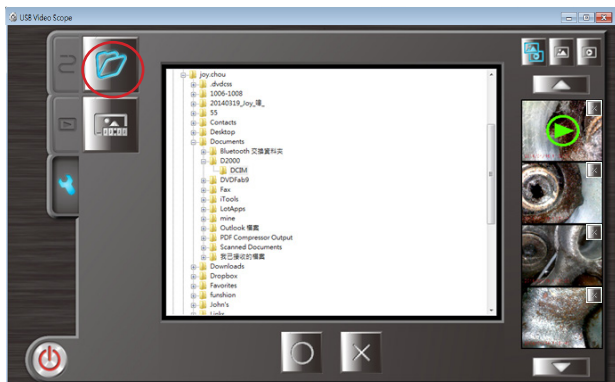 USB Video Scope
joy.chou
.dvdcss
1006-1008
20140319_Joy_曈_
55
Contacts
Desktop
Documents
Bluetooth 交換資料夾
D2000
DCIM
DVDFab9
Fax
iTools
LotApps
mine
Outlook 檔案
PDF Compressor Output
Scanned Documents
我已接收的檔案
Downloads
Dropbox
Favorites
funshion
John's
Links